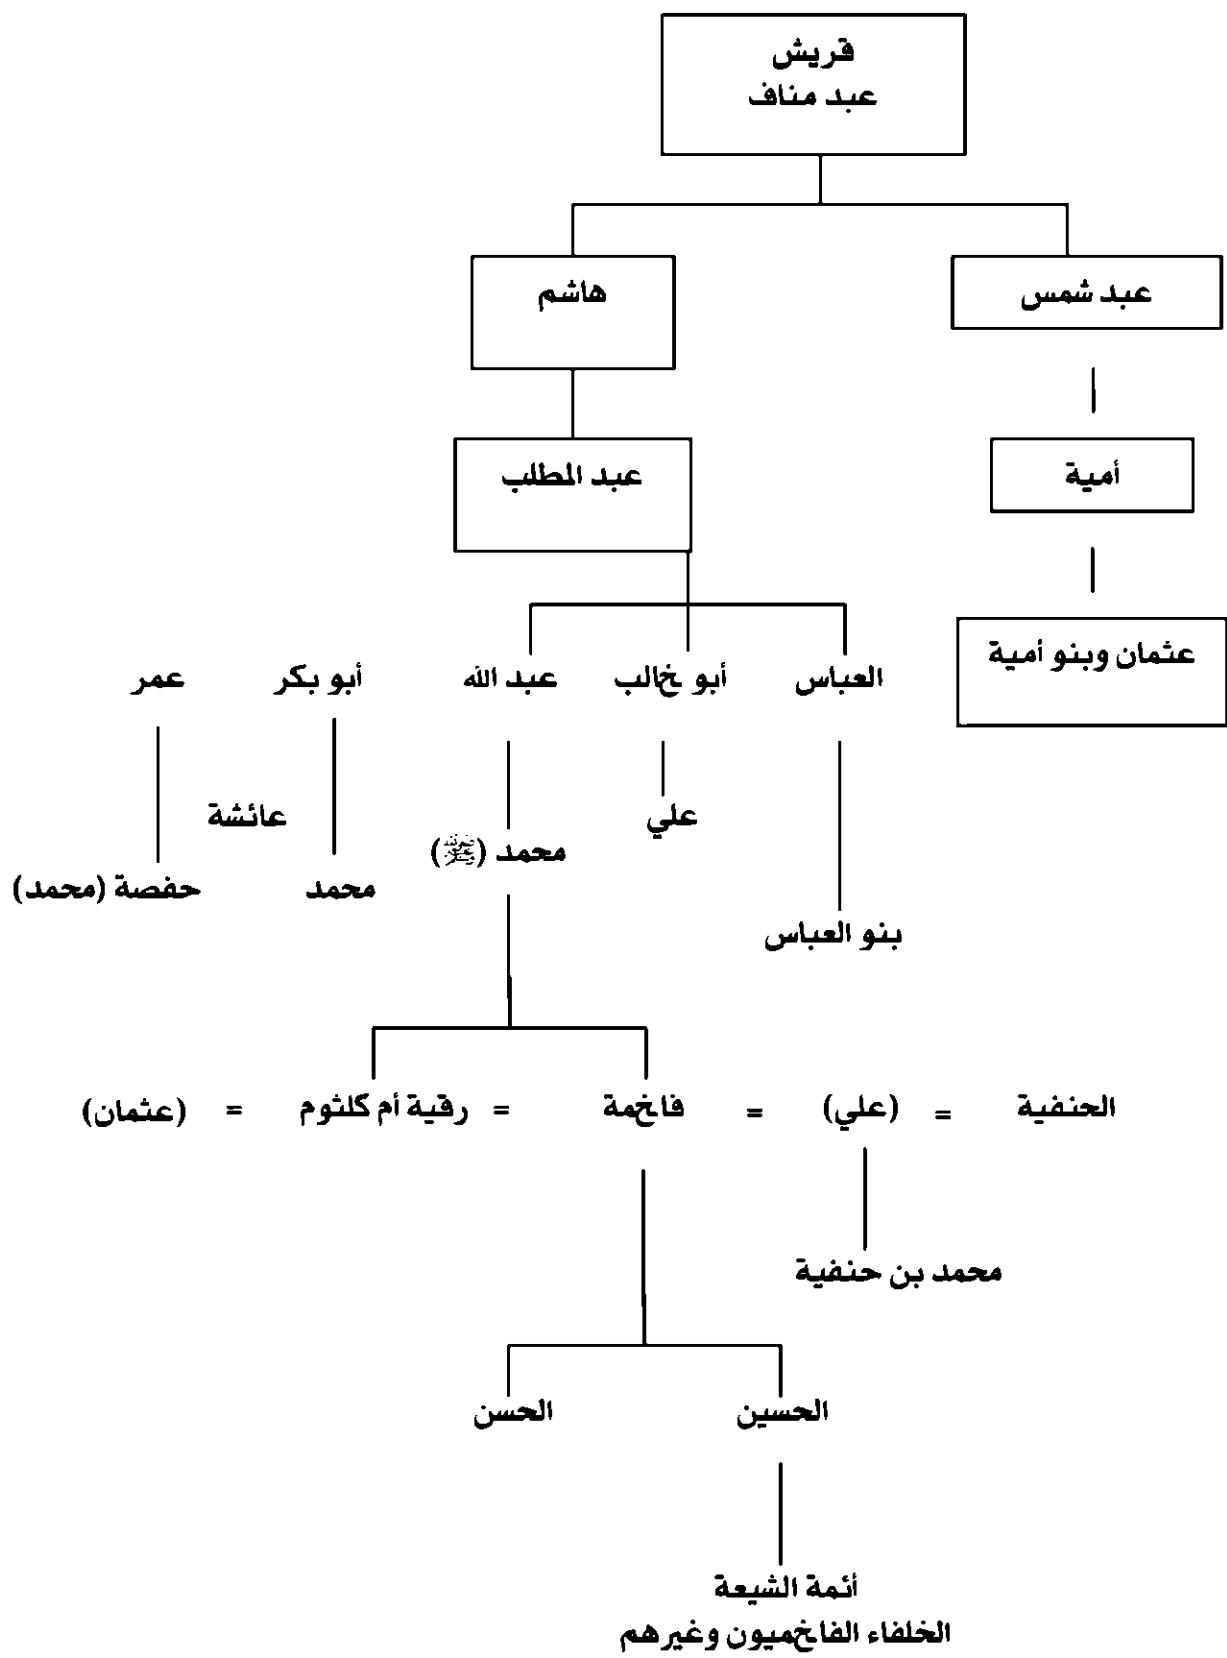 قريش
عبد مناف
عبد شمس
هاشم
أمية
عبد المطلب
عثمان وبنو أمية
العباس
أبو خالب
عبد الله
أبو بكر
عمر
علي
عائشة
محمد (ﷺ)
محمد
حفصة (محمد)
بنو العباس
الحنفية = (علي) = فاخمة = رقية أم كلثوم = (عثمان)
محمد بن حنفية
الحسين
الحسن
أئمة الشيعة
الخلفاء الفاخميون وغيرهم